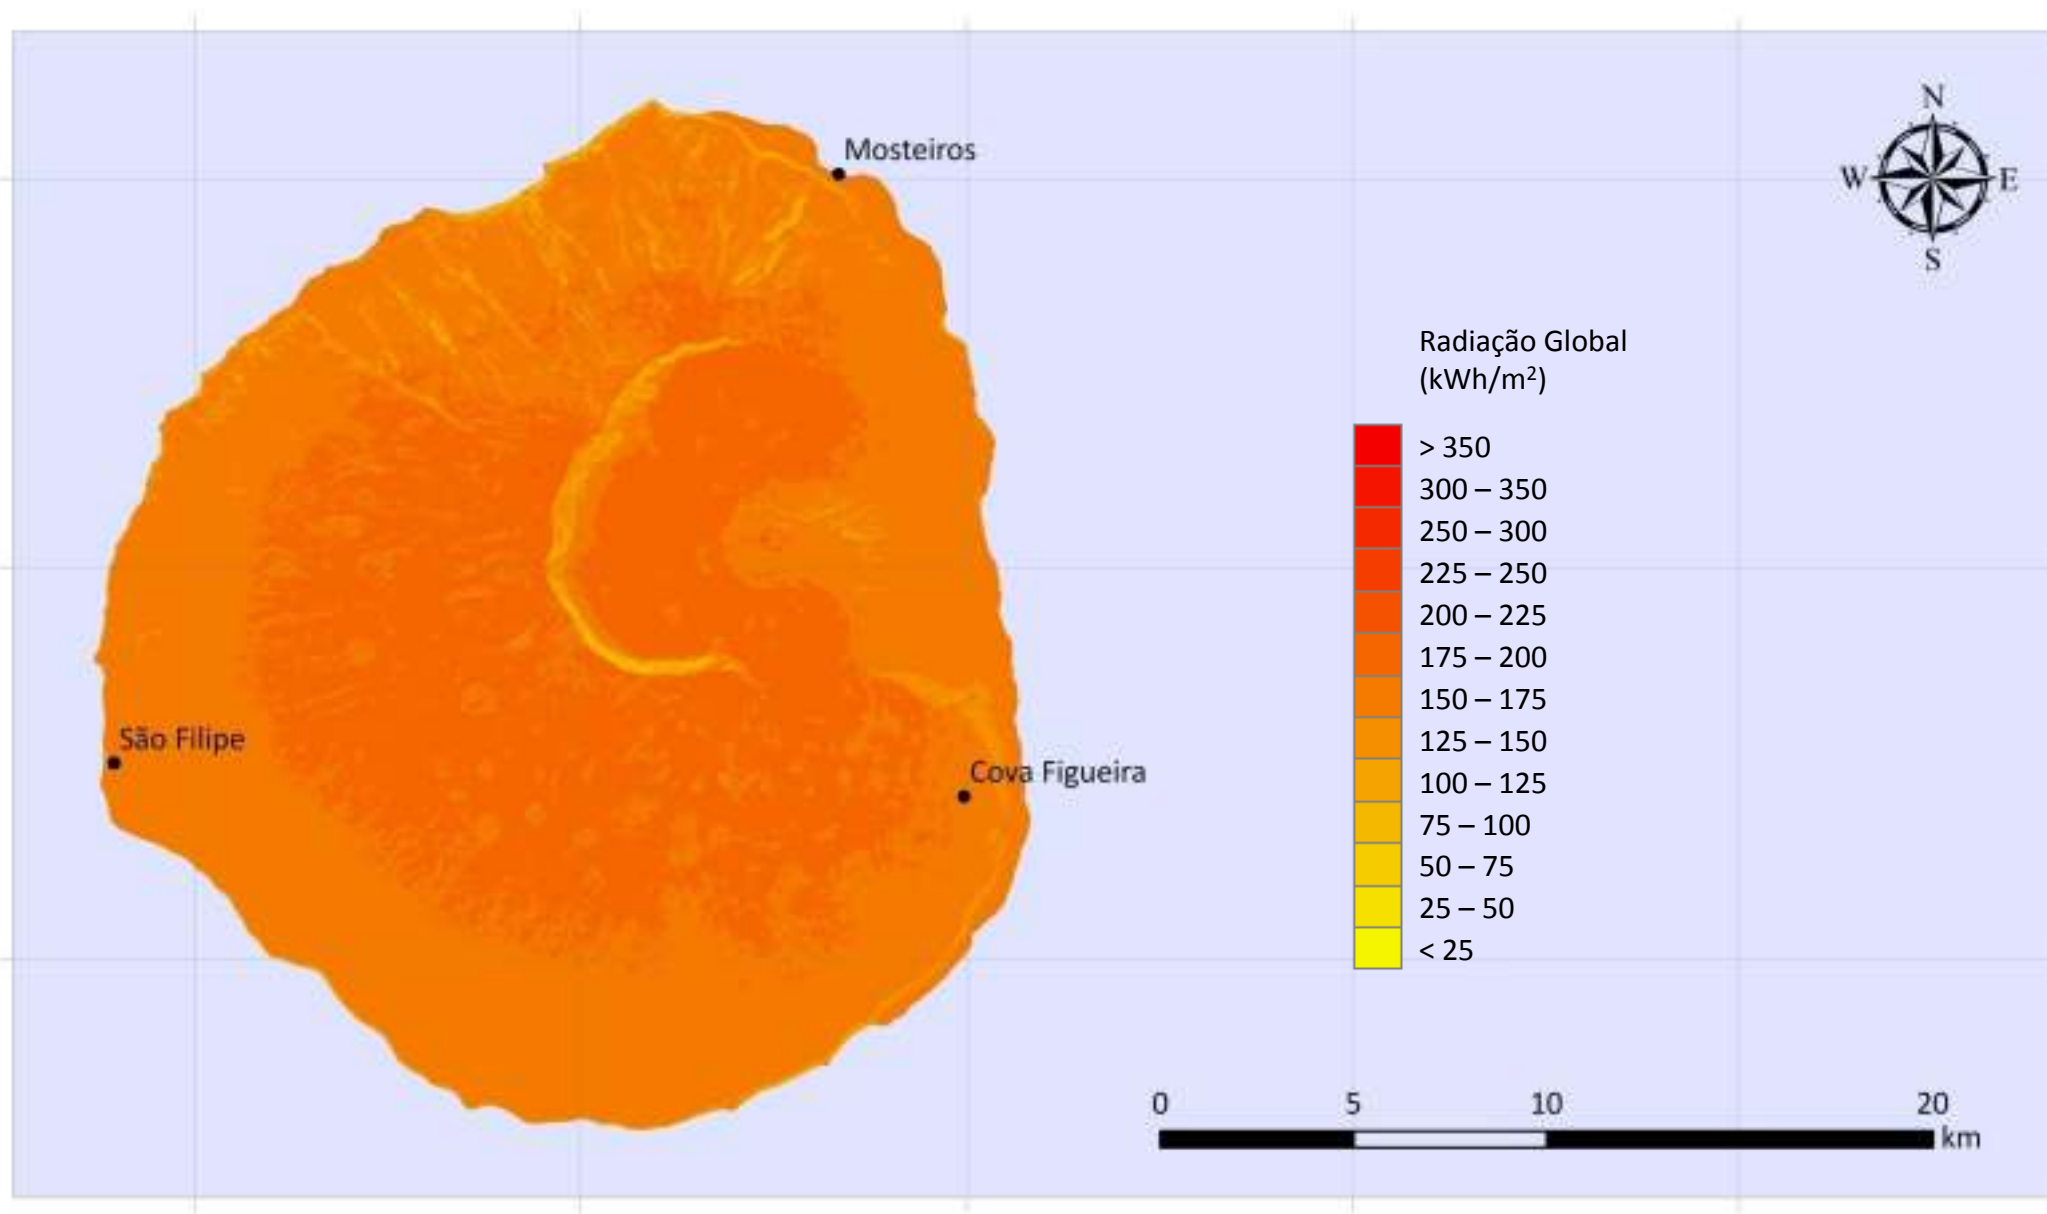 N
W E
S
Mosteiros
São Filipe
Cova Figueira
Radiação Global
(kWh/m²)
> 350
300 – 350
250 – 300
225 – 250
200 – 225
175 – 200
150 – 175
125 – 150
100 – 125
75 – 100
50 – 75
25 – 50
< 25
0 5 10 20
km